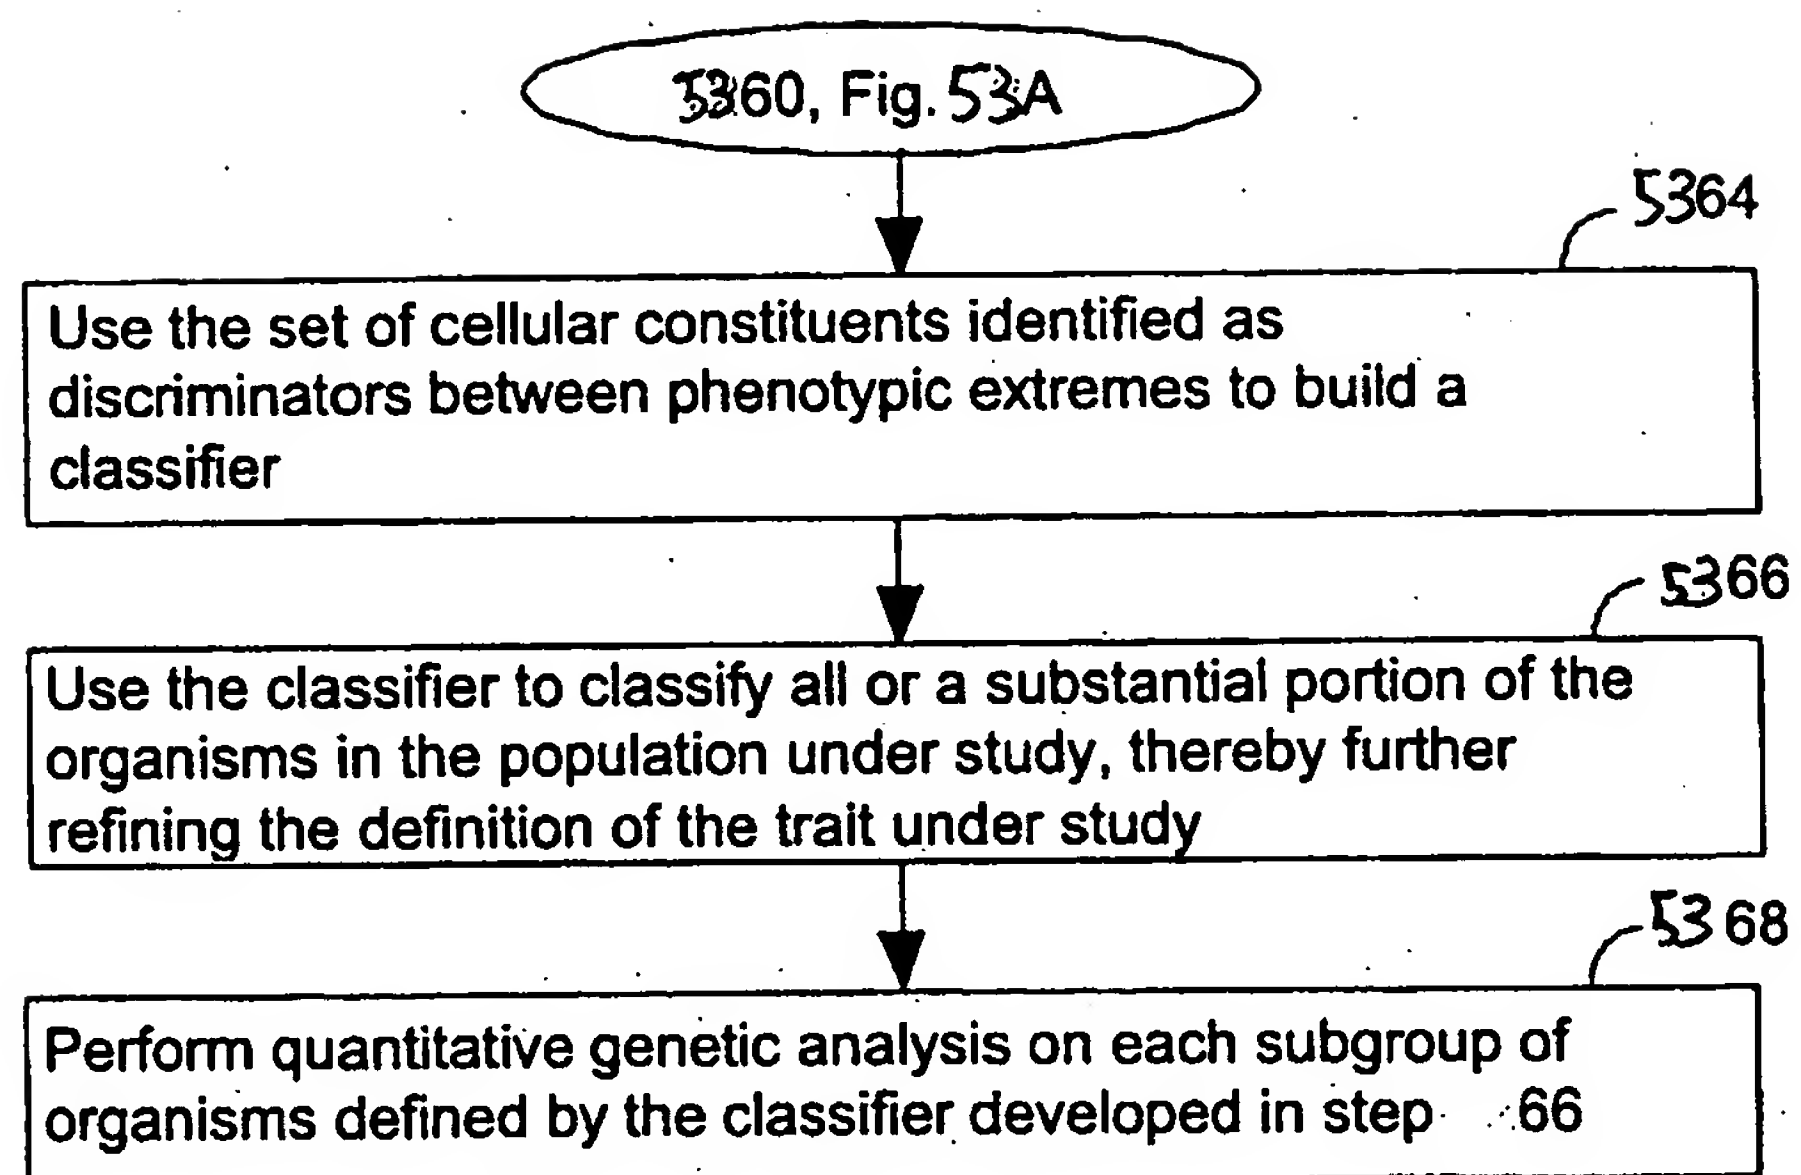 5360, Fig. 53A
5364
Use the set of cellular constituents identified as
discriminators between phenotypic extremes to build a
classifier
5366
Use the classifier to classify all or a substantial portion of the
organisms in the population under study, thereby further
refining the definition of the trait under study
5368
Perform quantitative genetic analysis on each subgroup of
organisms defined by the classifier developed in step 66